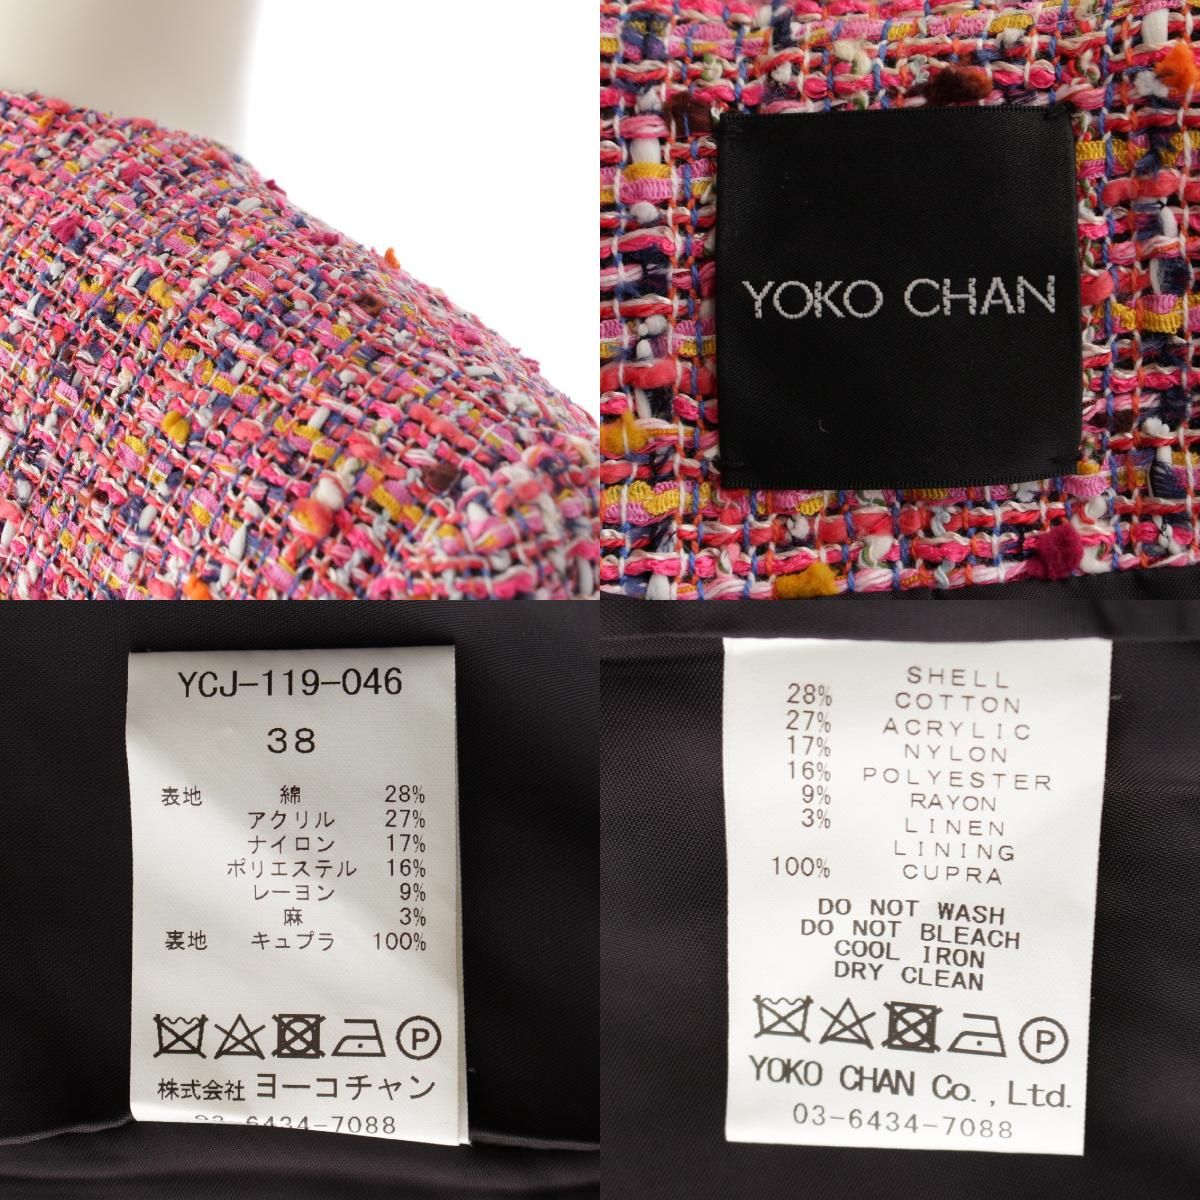 YOKO CHAN
YCJ-119-046
38
表地 綿 28%
アクリル 27%
ナイロン 17%
ポリエステル 16%
レーヨン 9%
麻 3%
裏地 キュプラ 100%
P
株式会社 ヨーコチャン
03-6434-7088
SHELL
28% COTTON
27% ACRYLIC
17% NYLON
16% POLYESTER
9% RAYON
3% LINEN
LINING
100% CUPRA
DO NOT WASH
DO NOT BLEACH
COOL IRON
DRY CLEAN
P
YOKO CHAN Co., Ltd.
03-6434-7088